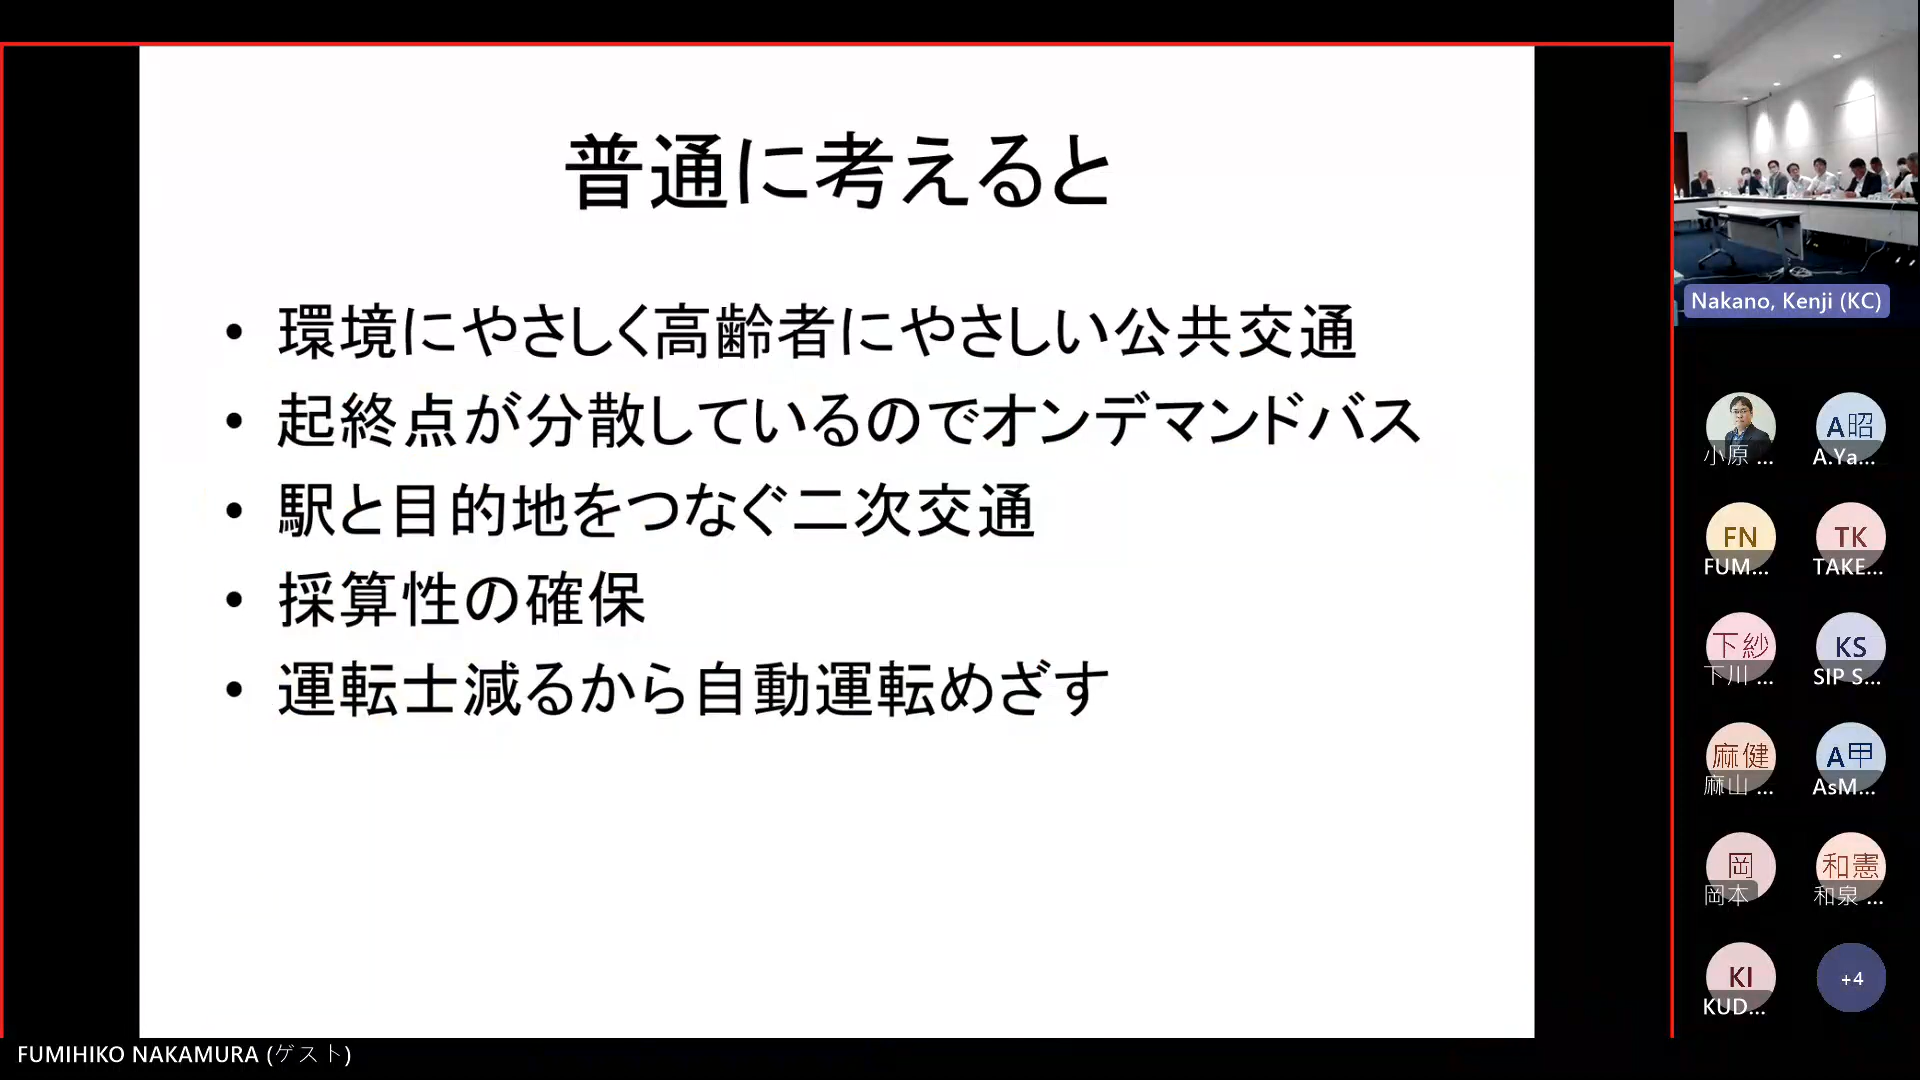 普通に考えると
• 環境にやさしく高齢者にやさしい公共交通
• 起終点が分散しているのでオンデマンドバス
• 駅と目的地をつなぐ二次交通
• 採算性の確保
• 運転士減るから自動運転めざす
FUMIHIKO NAKAMURA (ゲスト)
Nakano, Kenji (KC)
小原 ...
A昭
A.Ya...
FN
FUM...
TK
TAKE...
下紗
下川 ...
KS
SIP S...
麻健
麻山 ...
A甲
AsM...
岡
岡本
和憲
和泉 ...
KI
KUD...
+4